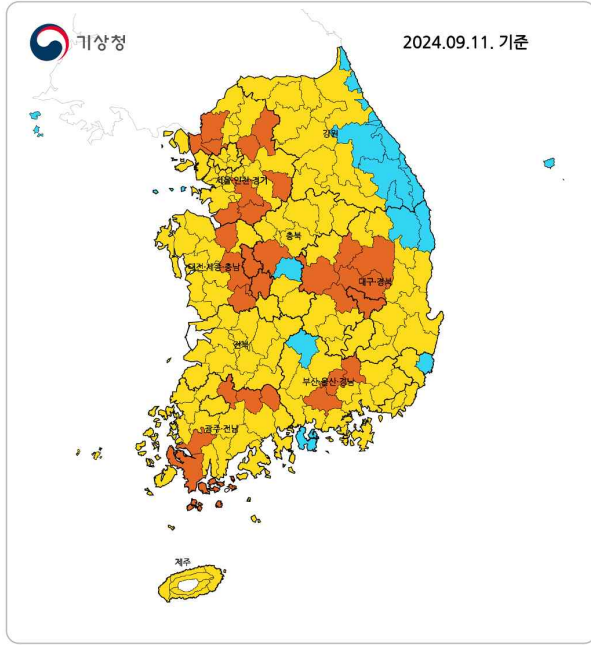 기상청
2024.09.11. 기준
강원
서울·인천·경기
충북
대전·세종·충남
대구·경북
전북
부산·울산·경남
광주·전남
제주